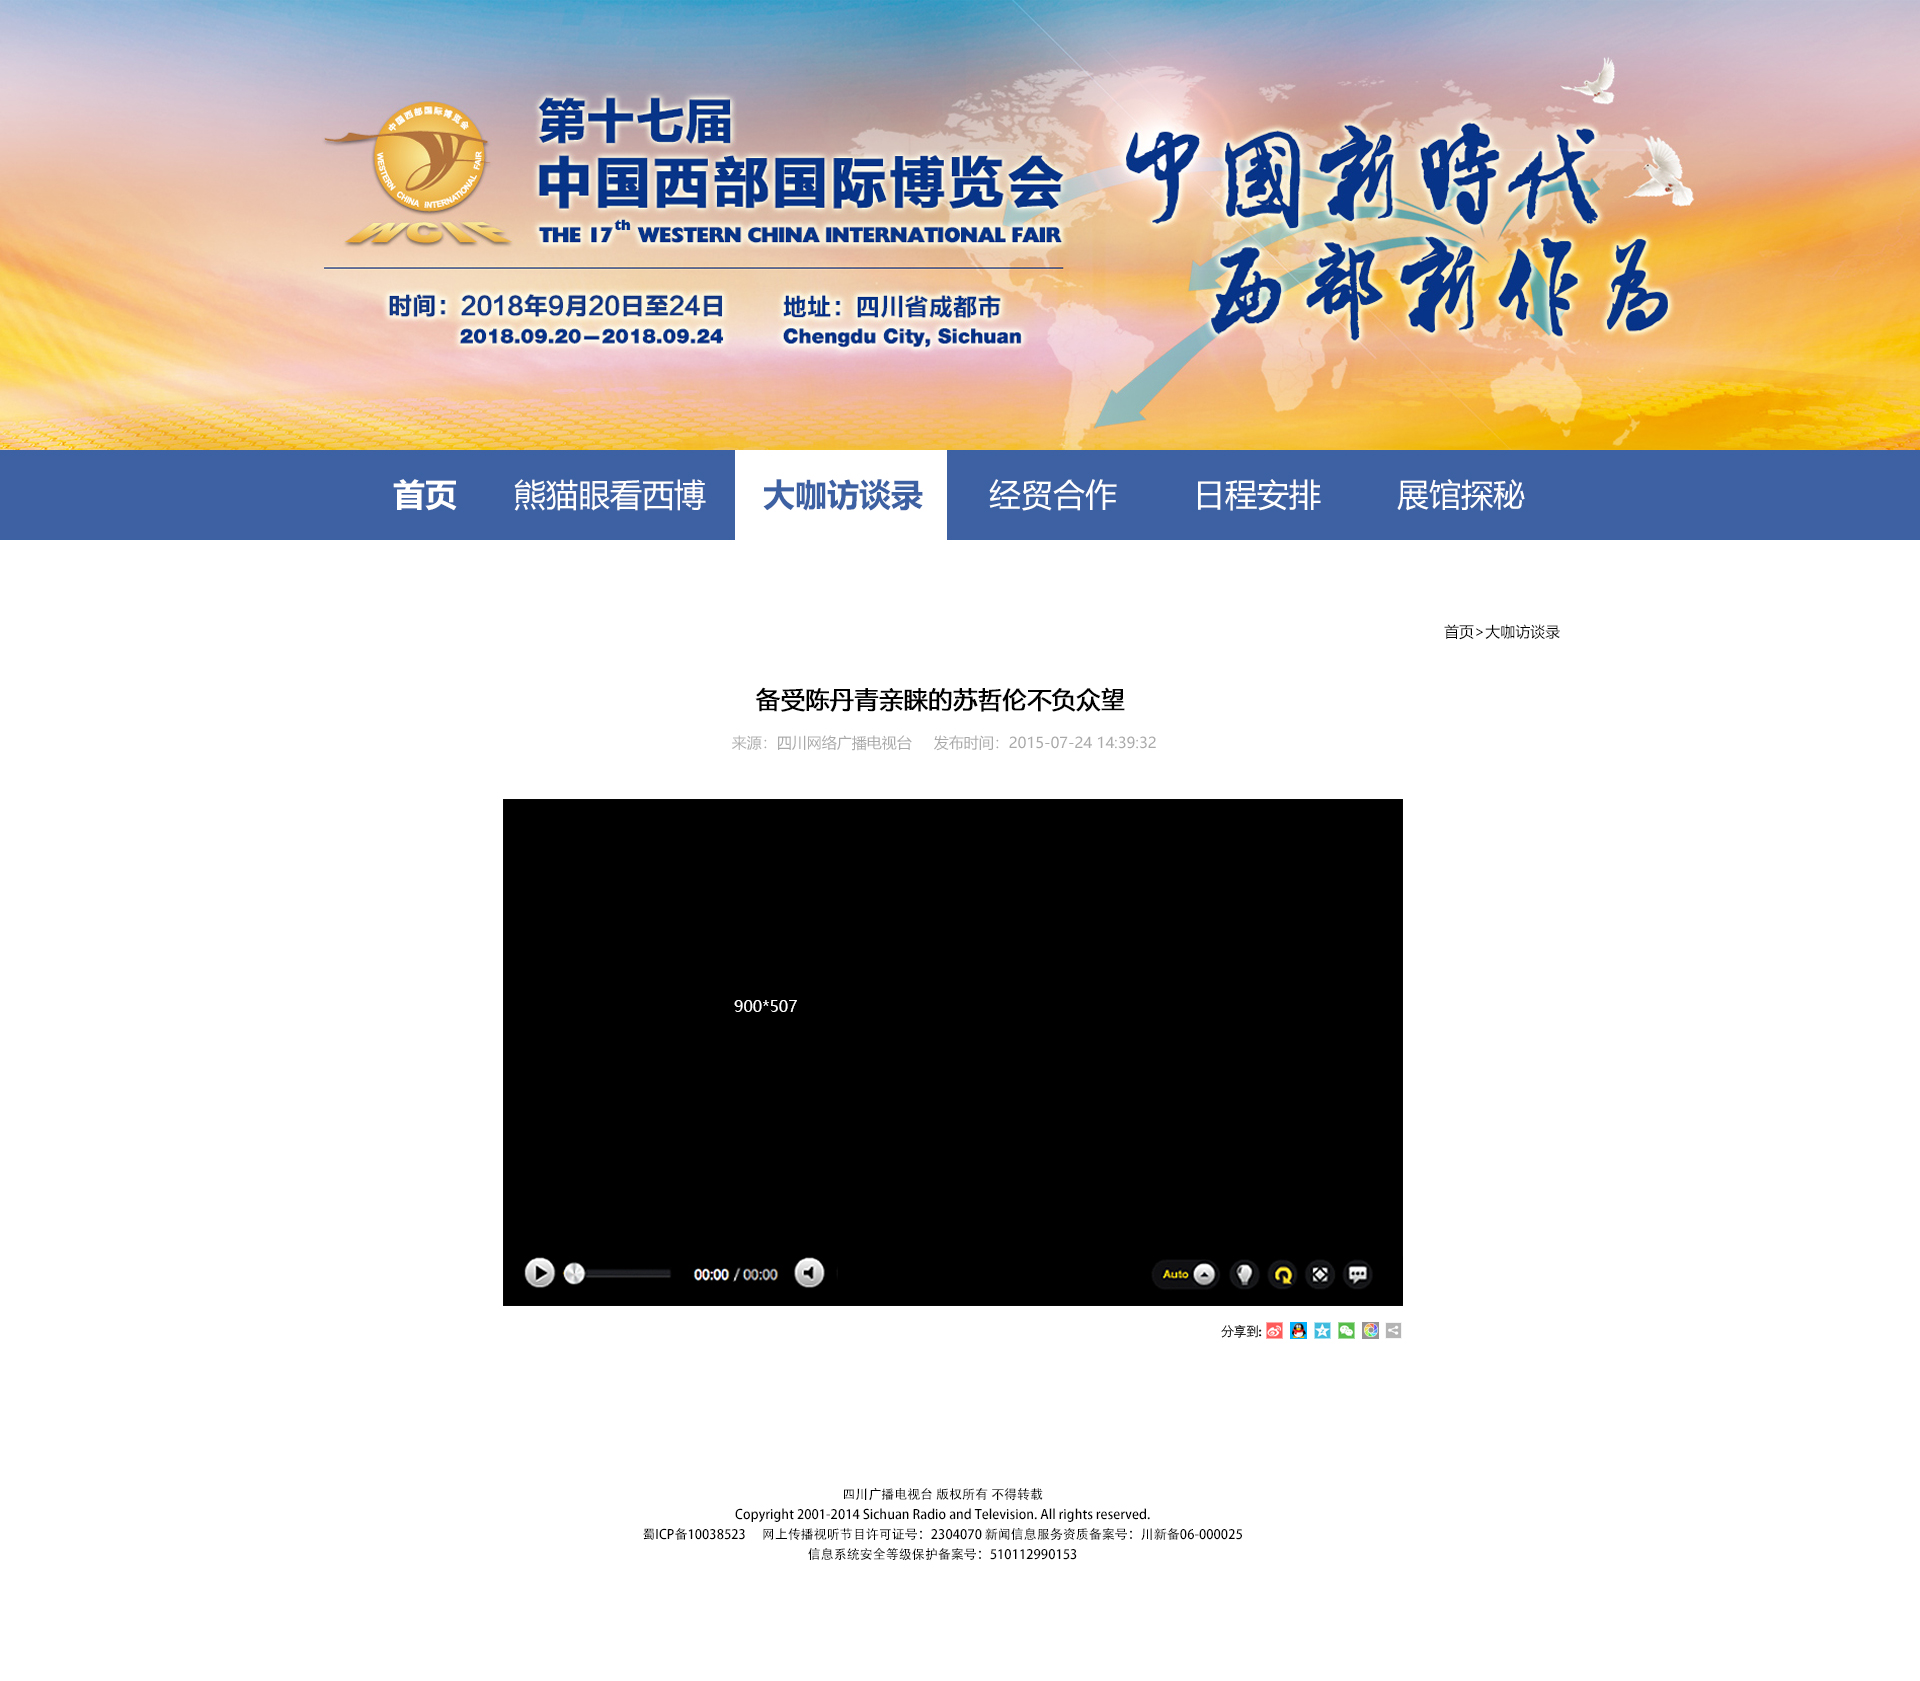 中国西部国际博览会
WESTERN CHINA INTERNATIONAL FAIR
WCIF
第十七届
中国西部国际博览会
THE 17th WESTERN CHINA INTERNATIONAL FAIR
时间：2018年9月20日至24日
2018.09.20—2018.09.24
地址：四川省成都市
Chengdu City, Sichuan
中國新時代
西部新作为
首页 熊猫眼看西博 大咖访谈录 经贸合作 日程安排 展馆探秘
首页>大咖访谈录
备受陈丹青亲睐的苏哲伦不负众望
来源：四川网络广播电视台 发布时间：2015-07-24 14:39:32
900*507
00:00 / 00:00
Auto
分享到:
四川广播电视台 版权所有 不得转载
Copyright 2001-2014 Sichuan Radio and Television. All rights reserved.
蜀ICP备10038523 网上传播视听节目许可证号：2304070 新闻信息服务资质备案号：川新备06-000025
信息系统安全等级保护备案号：510112990153